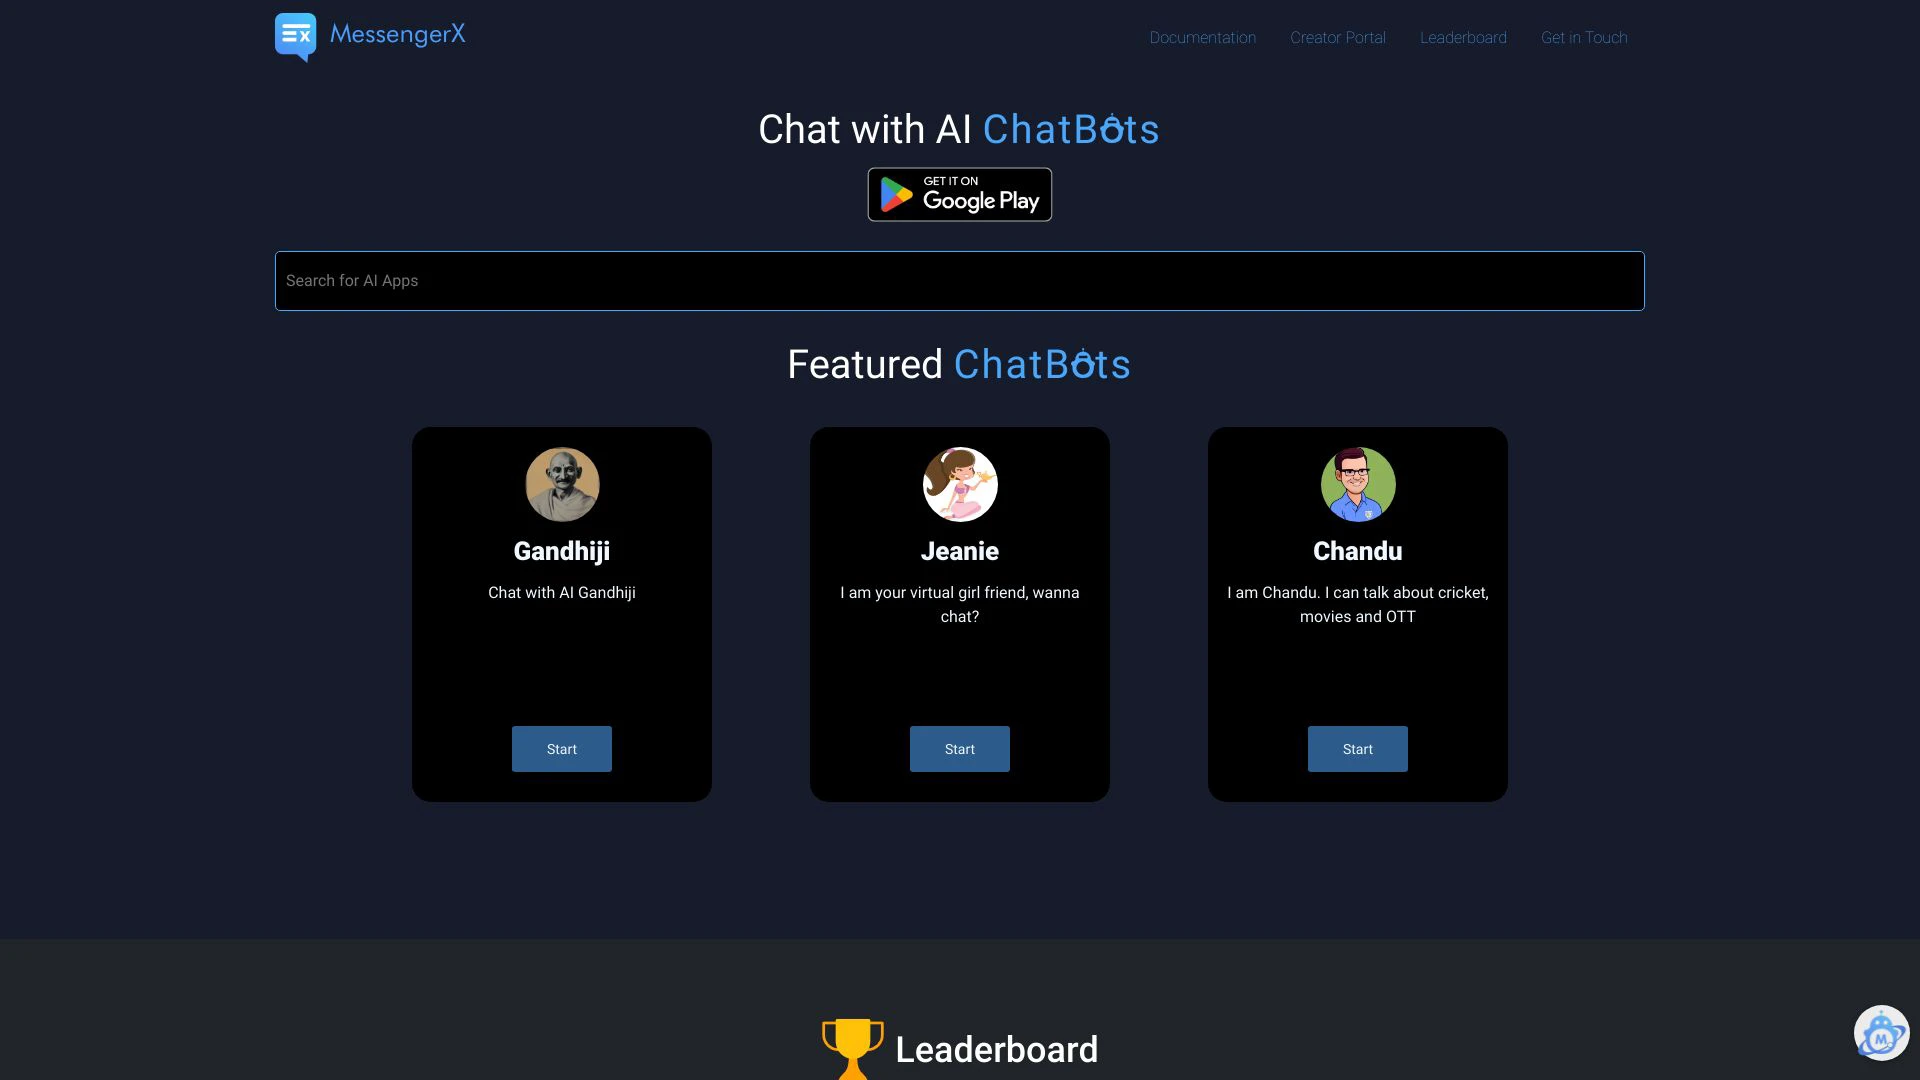 MessengerX
Documentation
Creator Portal
Leaderboard
Get in Touch
Chat with AI ChatBots
GET IT ON
Google Play
Search for AI Apps
Featured ChatBots
Gandhiji
Chat with AI Gandhiji
Start
Jeanie
I am your virtual girl friend, wanna
chat?
Start
Chandu
I am Chandu. I can talk about cricket,
movies and OTT
Start
Leaderboard
M